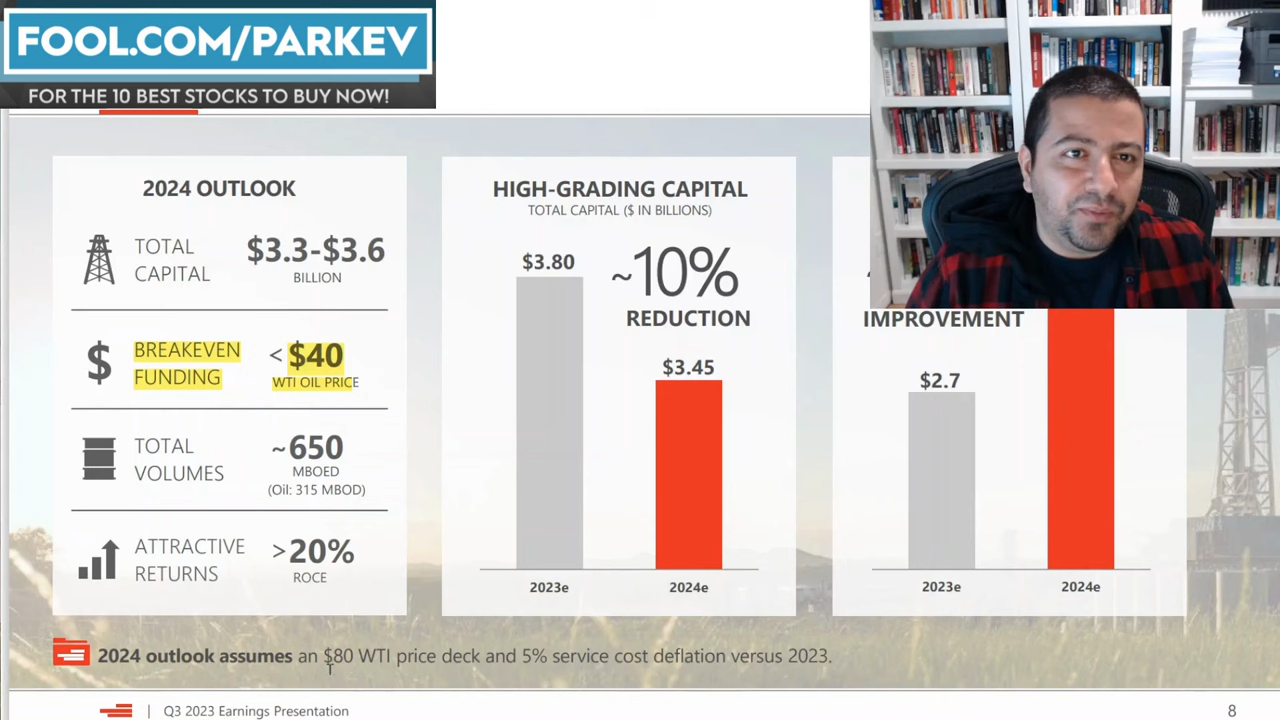 FOOL.COM/PARKEV
FOR THE 10 BEST STOCKS TO BUY NOW!
2024 OUTLOOK
TOTAL
CAPITAL
$3.3-$3.6
BILLION
BREAKEVEN
FUNDING
< $40
WTI OIL PRICE
TOTAL
VOLUMES
~650
MBOED
(Oil: 315 MBOD)
ATTRACTIVE
RETURNS
>20%
ROCE
HIGH-GRADING CAPITAL
TOTAL CAPITAL ($ IN BILLIONS)
$3.80
~10%
REDUCTION
$3.45
2023e
2024e
IMPROVEMENT
$2.7
2023e
2024e
2024 outlook assumes an $80 WTI price deck and 5% service cost deflation versus 2023.
| Q3 2023 Earnings Presentation
8